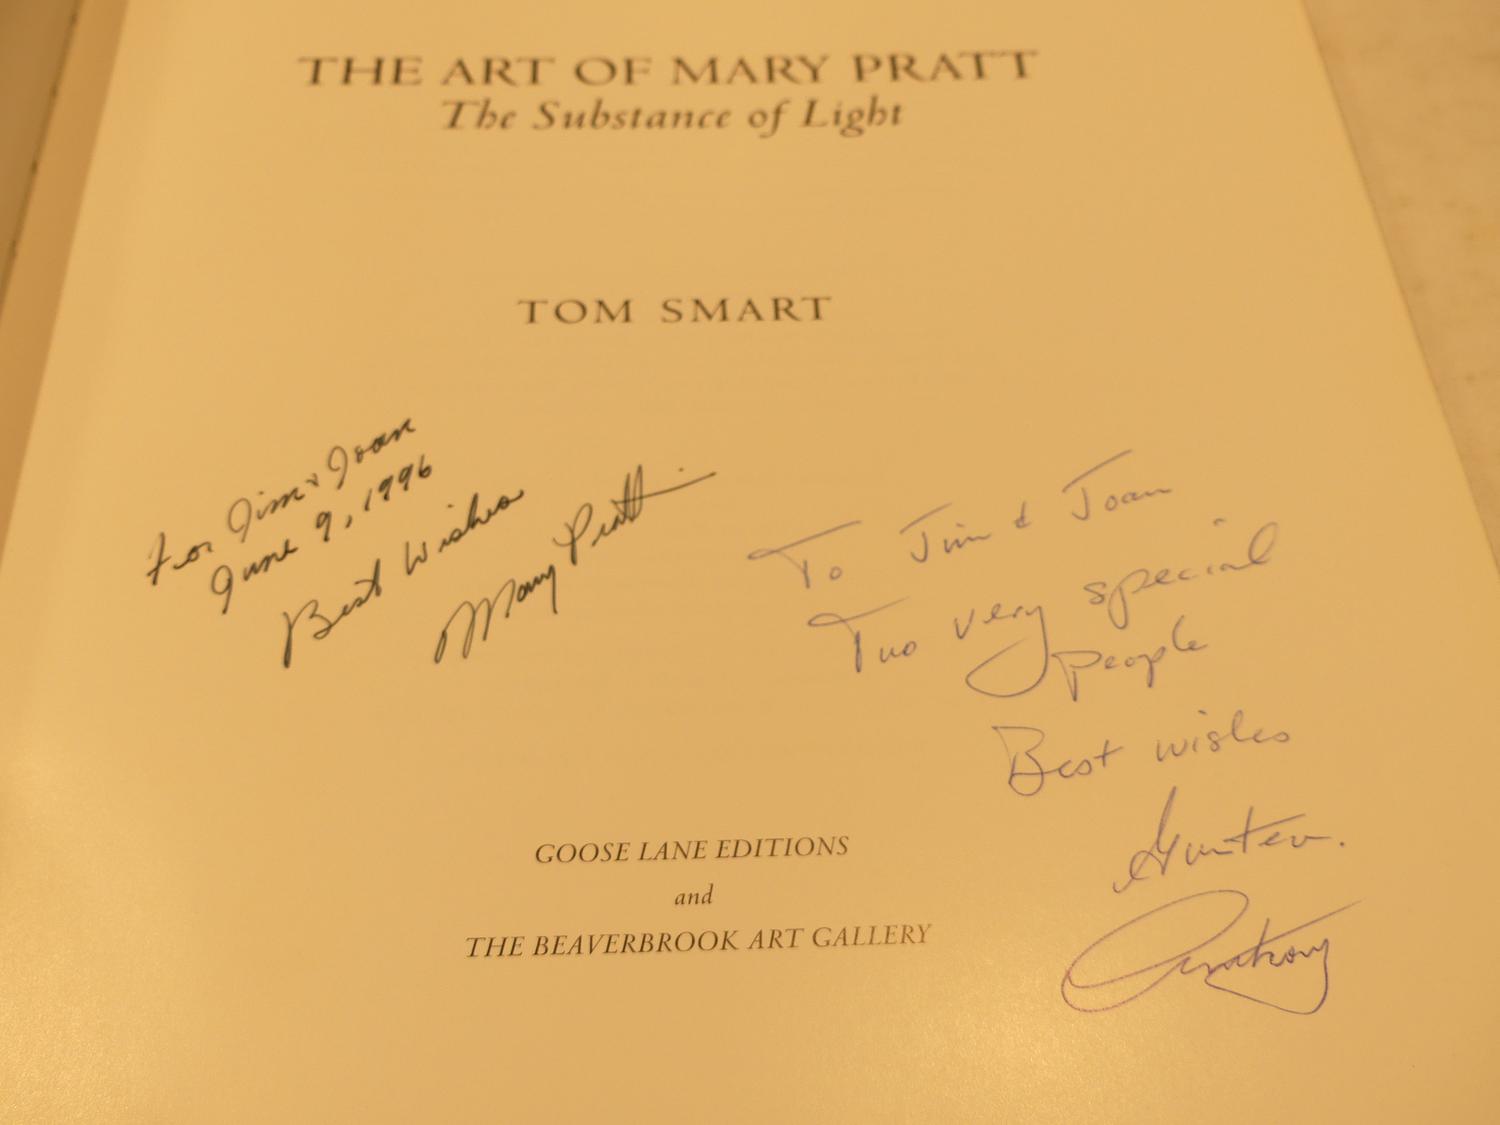 THE ART OF MARY PRATT
The Substance of Light
TOM SMART
For Jim & Joan
June 9, 1996
Best Wishes
Mary Pratt
To Jim & Joan
Two very special
people
Best wishes
Anthony
GOOSE LANE EDITIONS
and
THE BEAVERBROOK ART GALLERY